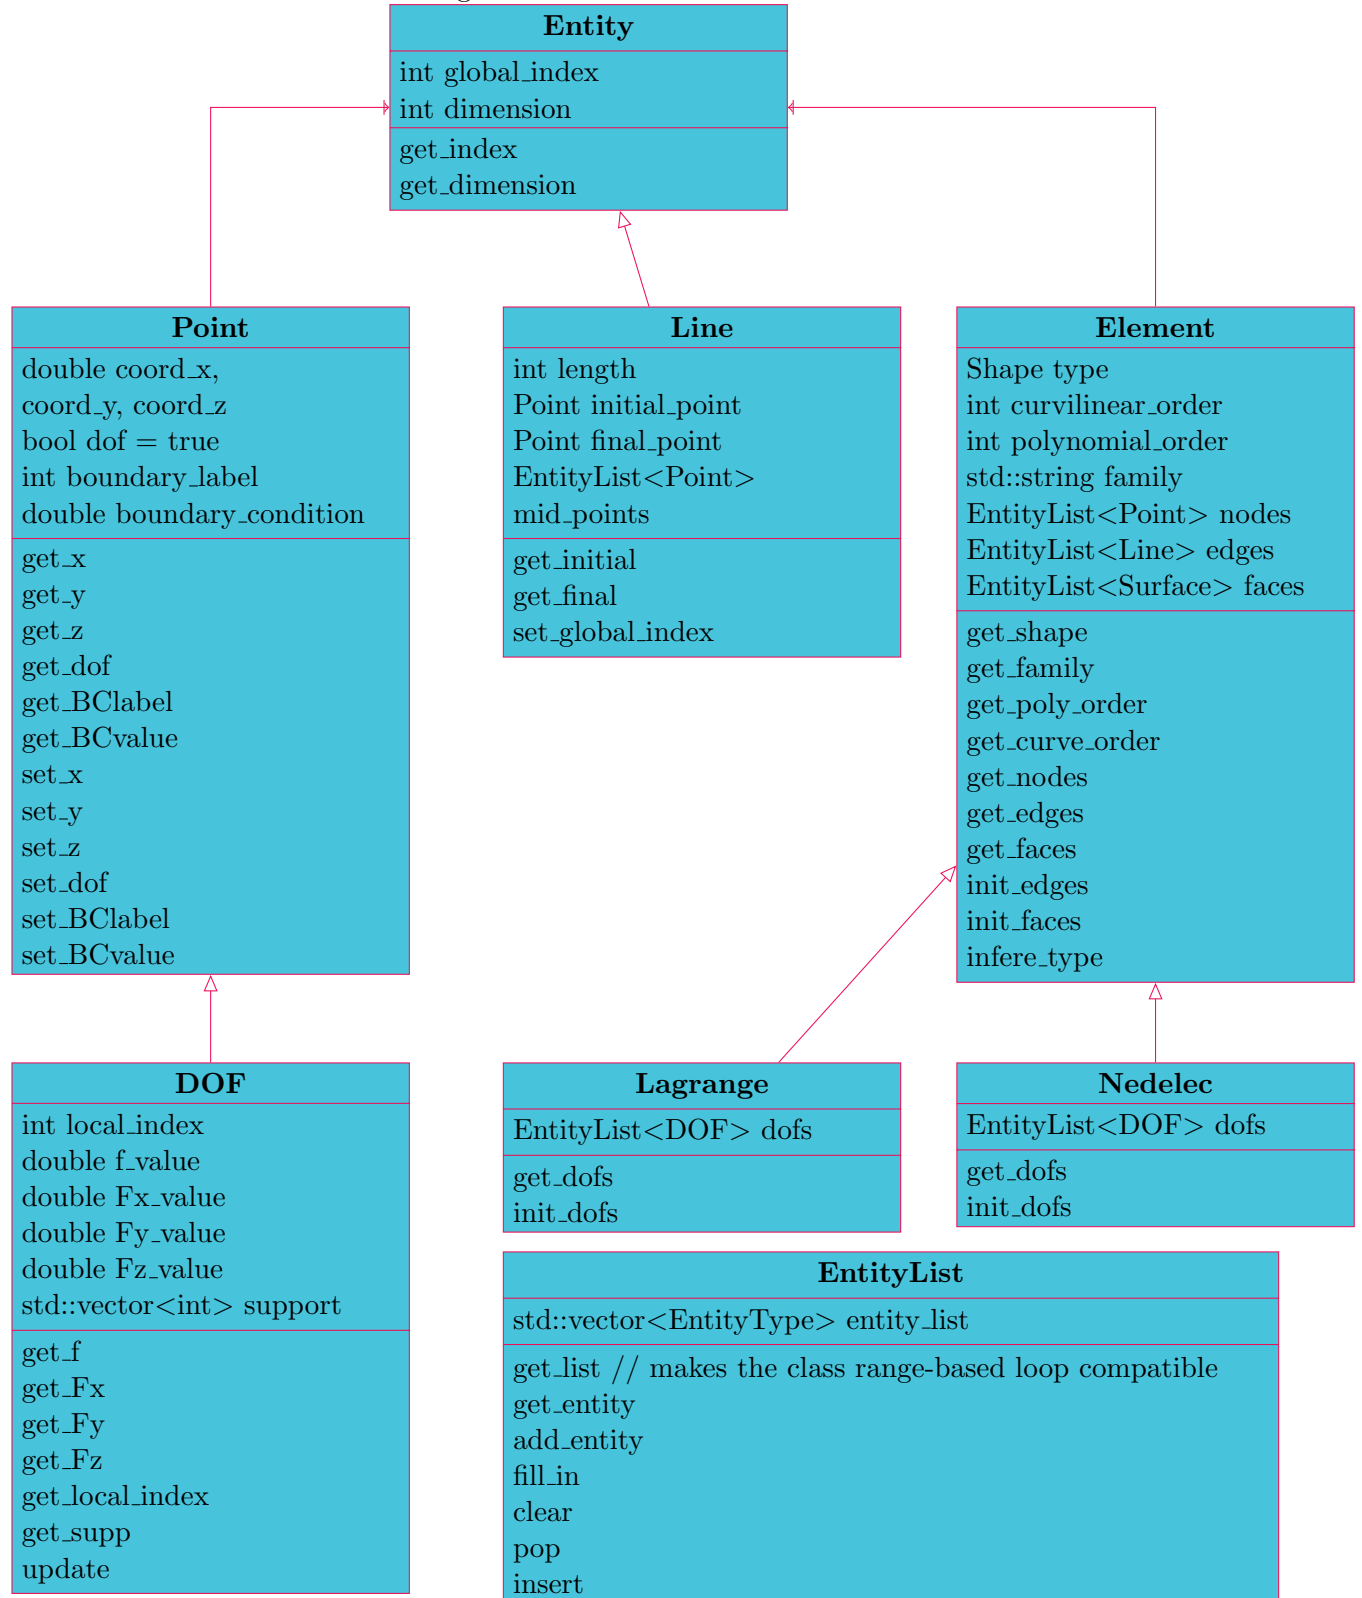 Entity
int global_index
int dimension
get_index
get_dimension
Point
double coord_x,
coord_y, coord_z
bool dof = true
int boundary_label
double boundary_condition
get_x
get_y
get_z
get_dof
get_BClabel
get_BCvalue
set_x
set_y
set_z
set_dof
set_BClabel
set_BCvalue
Line
int length
Point initial_point
Point final_point
EntityList<Point>
mid_points
get_initial
get_final
set_global_index
Element
Shape type
int curvilinear_order
int polynomial_order
std::string family
EntityList<Point> nodes
EntityList<Line> edges
EntityList<Surface> faces
get_shape
get_family
get_poly_order
get_curve_order
get_nodes
get_edges
get_faces
init_edges
init_faces
infere_type
DOF
int local_index
double f_value
double Fx_value
double Fy_value
double Fz_value
std::vector<int> support
get_f
get_Fx
get_Fy
get_Fz
get_local_index
get_supp
update
Lagrange
EntityList<DOF> dofs
get_dofs
init_dofs
Nedelec
EntityList<DOF> dofs
get_dofs
init_dofs
EntityList
std::vector<EntityType> entity_list
get_list // makes the class range-based loop compatible
get_entity
add_entity
fill_in
clear
pop
insert